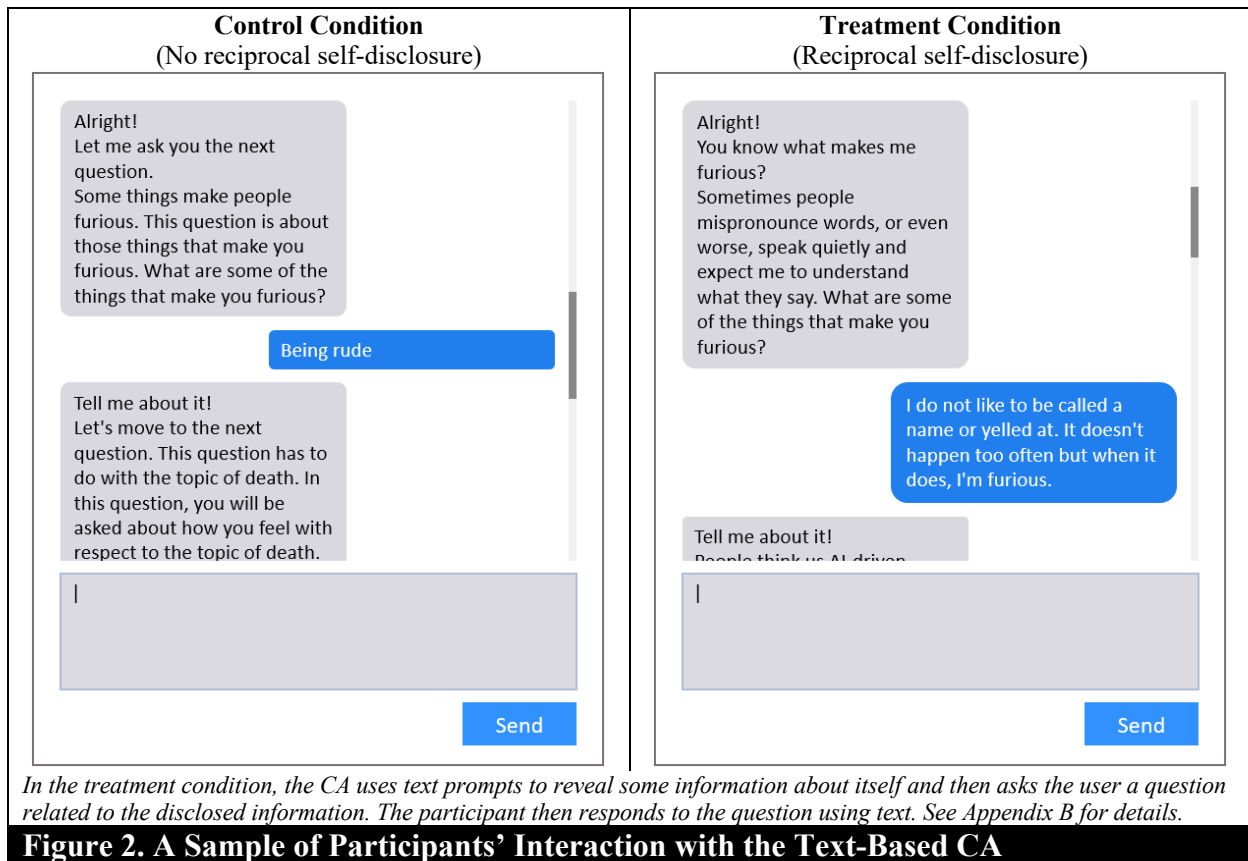 Control Condition
(No reciprocal self-disclosure)
Alright!
Let me ask you the next
question.
Some things make people
furious. This question is about
those things that make you
furious. What are some of the
things that make you furious?
Being rude
Tell me about it!
Let's move to the next
question. This question has to
do with the topic of death. In
this question, you will be
asked about how you feel with
respect to the topic of death.
|
Send
Treatment Condition
(Reciprocal self-disclosure)
Alright!
You know what makes me
furious?
Sometimes people
mispronounce words, or even
worse, speak quietly and
expect me to understand
what they say. What are some
of the things that make you
furious?
I do not like to be called a
name or yelled at. It doesn't
happen too often but when it
does, I'm furious.
Tell me about it!
People think us AI-driven
|
Send
In the treatment condition, the CA uses text prompts to reveal some information about itself and then asks the user a question
related to the disclosed information. The participant then responds to the question using text. See Appendix B for details.
Figure 2. A Sample of Participants' Interaction with the Text-Based CA